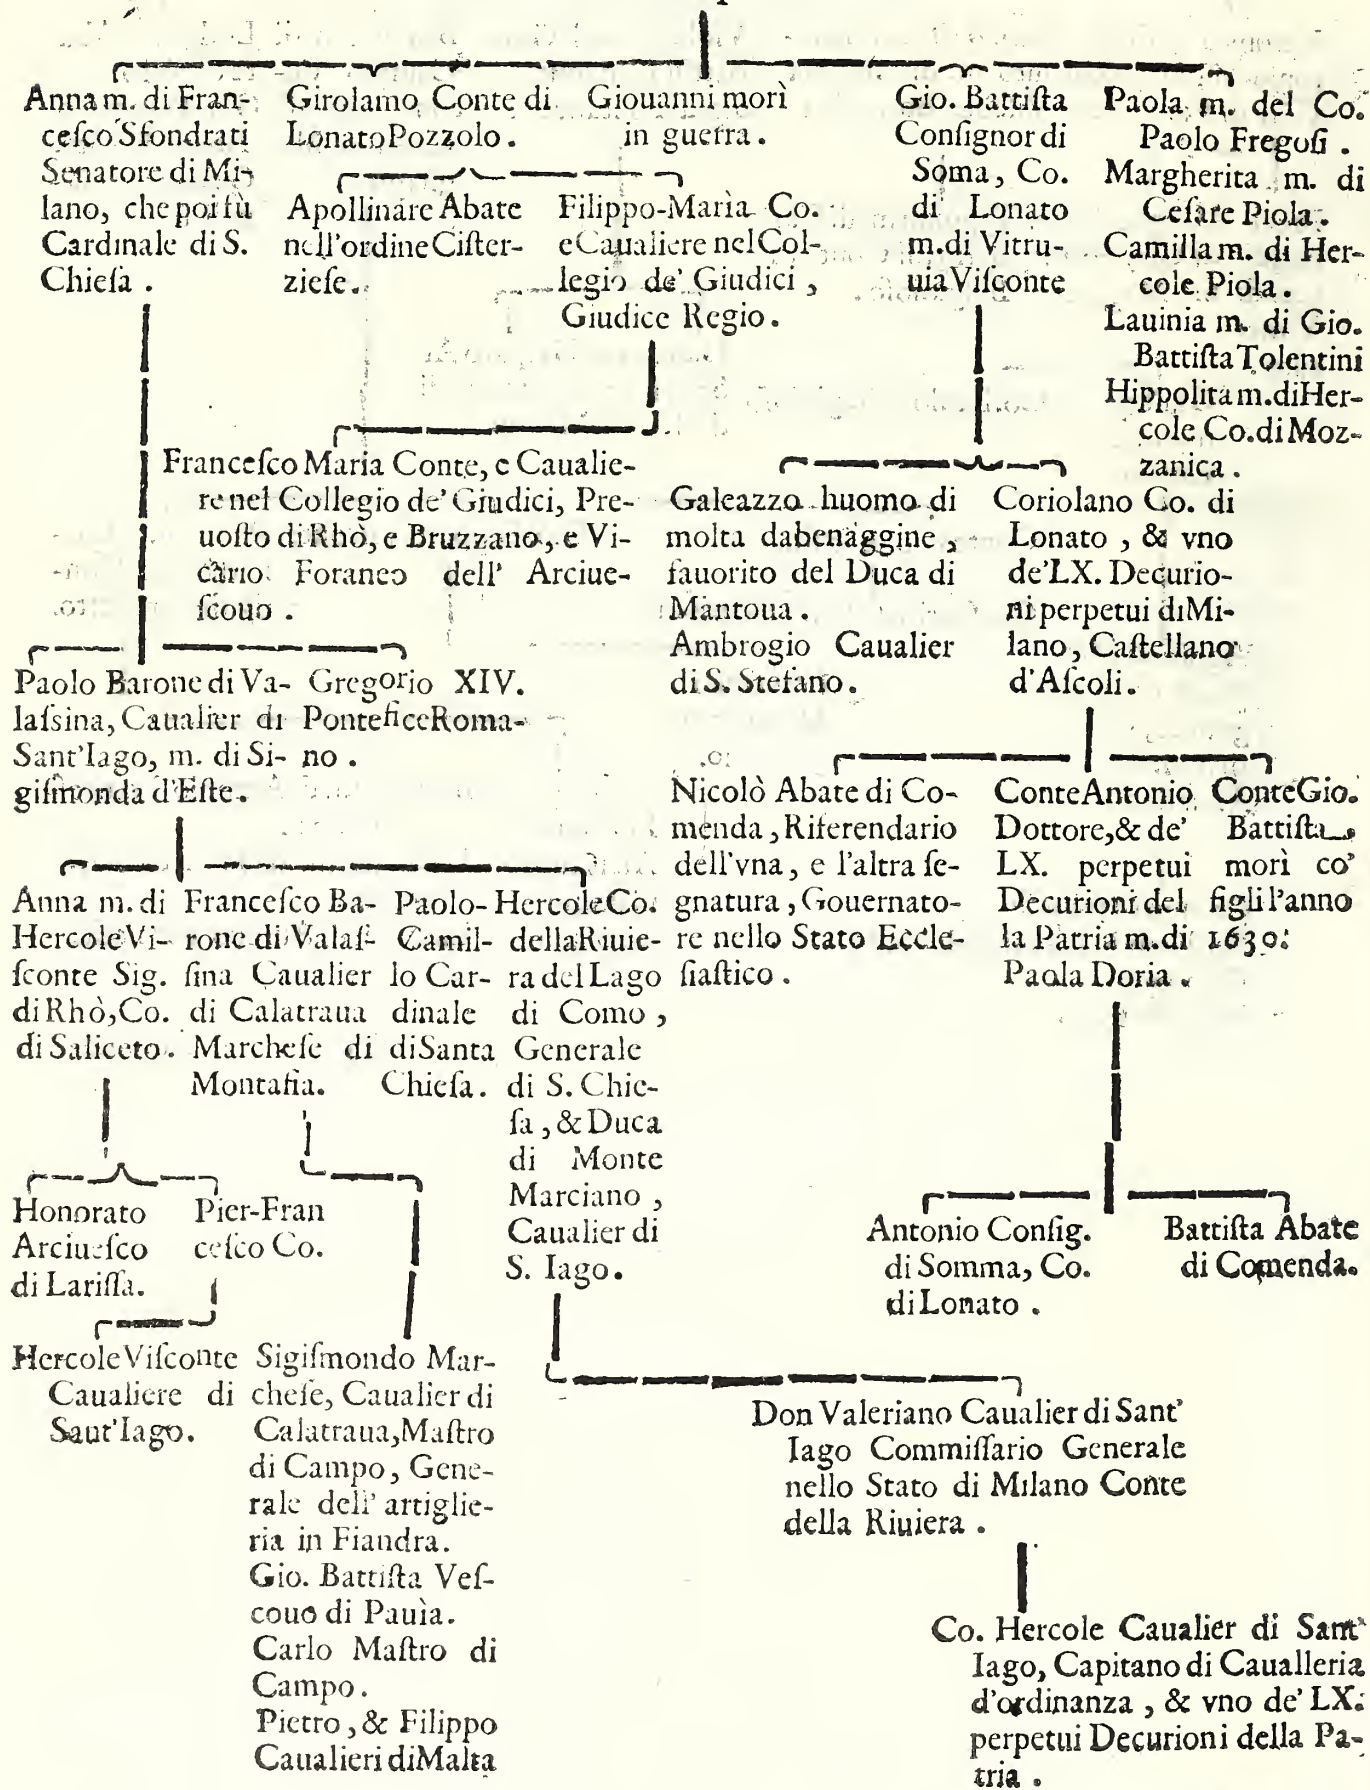 Anna m. di Fran-
ceſco Sfondrati
Senatore di Mi-
lano, che poi fù
Cardinale di S.
Chieſa .
Girolamo Conte di
Lonato Pozzolo .
Giouanni morì
in guerra .
Gio. Battiſta
Conſignor di
Soma, Co.
di Lonato
m. di Vitru-
uia Viſconte
Paola m. del Co.
Paolo Fregoſi .
Margherita m. di
Ceſare Piola .
Camilla m. di Her-
cole Piola .
Lauinia m. di Gio.
Battiſta Tolentini
Hippolita m. di Her-
cole Co. di Moz-
zanica .
Apollinare Abate
nell'ordine Ciſter-
zieſe .
Filippo-Maria Co.
e Caualiere nel Col-
legio de' Giudici ,
Giudice Regio .
Franceſco Maria Conte, e Caualie-
re nel Collegio de' Giudici, Pre-
uoſto di Rhò, e Bruzzano, e Vi-
cario Foraneo dell' Arciue-
ſcouo .
Galeazzo huomo di
molta dabenaggine ,
fauorito del Duca di
Mantoua .
Ambrogio Caualier
di S. Stefano .
Coriolano Co. di
Lonato , & vno
de' LX. Decurio-
ni perpetui di Mi-
lano , Caſtellano
d'Aſcoli .
Paolo Barone di Va-
laſsina, Caualier di
Sant'Iago, m. di Si-
giſmonda d'Eſte .
Gregorio XIV.
Pontefice Roma-
no .
Nicolò Abate di Co-
menda , Riferendario
dell'vna, e l'altra ſe-
gnatura , Gouernato-
re nello Stato Eccle-
ſiaſtico .
Conte Antonio
Dottore, & de'
LX. perpetui
Decurioni del
la Patria m. di
Paola Doria .
Conte Gio.
Battiſta
morì co'
figli l'anno
1630.
Anna m. di
Hercole Vi-
ſconte Sig.
di Rhò, Co.
di Saliceto .
Franceſco Ba-
rone di Valaſ-
ſina Caualier
di Calatraua
Marcheſe di
Montafia.
Paolo-
Camil-
lo Car-
dinale
di Santa
Chieſa .
Hercole Co.
della Riuie-
ra del Lago
di Como ,
Generale
di S. Chie-
ſa , & Duca
di Monte
Marciano ,
Caualier di
S. Iago .
Honorato
Arciueſco
di Lariſſa.
Pier-Fran
ceſco Co.
Antonio Conſig.
di Somma, Co.
di Lonato .
Battiſta Abate
di Comenda.
Hercole Viſconte
Caualiere di
Sant'Iago.
Sigiſmondo Mar-
cheſe, Caualier di
Calatraua, Maſtro
di Campo , Gene-
rale dell' artiglie-
ria in Fiandra.
Gio. Battiſta Veſ-
couo di Pauìa.
Carlo Maſtro di
Campo .
Pietro , & Filippo
Caualieri di Malta
Don Valeriano Caualier di Sant'
Iago Commiſſario Generale
nello Stato di Milano Conte
della Riuiera .
Co. Hercole Caualier di Sant'
Iago, Capitano di Caualleria
d'ordinanza , & vno de' LX.
perpetui Decurioni della Pa-
tria .